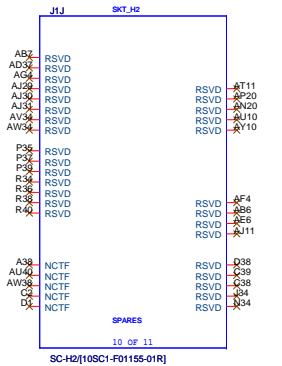 J1J SKT_H2
AB7 RSVD
AD37 RSVD
AG4 RSVD
AJ29 RSVD RSVD AT11
AJ30 RSVD RSVD AP20
AJ31 RSVD RSVD AN20
AV34 RSVD RSVD AU10
AW34 RSVD RSVD AY10
P35 RSVD
P37 RSVD
P39 RSVD
R34 RSVD
R36 RSVD
R38 RSVD RSVD AF4
R40 RSVD RSVD AB6
RSVD AE6
RSVD AJ11
A38 NCTF RSVD D38
AU40 NCTF RSVD C39
AW38 NCTF RSVD C38
C2 NCTF RSVD J34
D1 NCTF RSVD N34
SPARES
10 OF 11
SC-H2/[10SC1-F01155-01R]